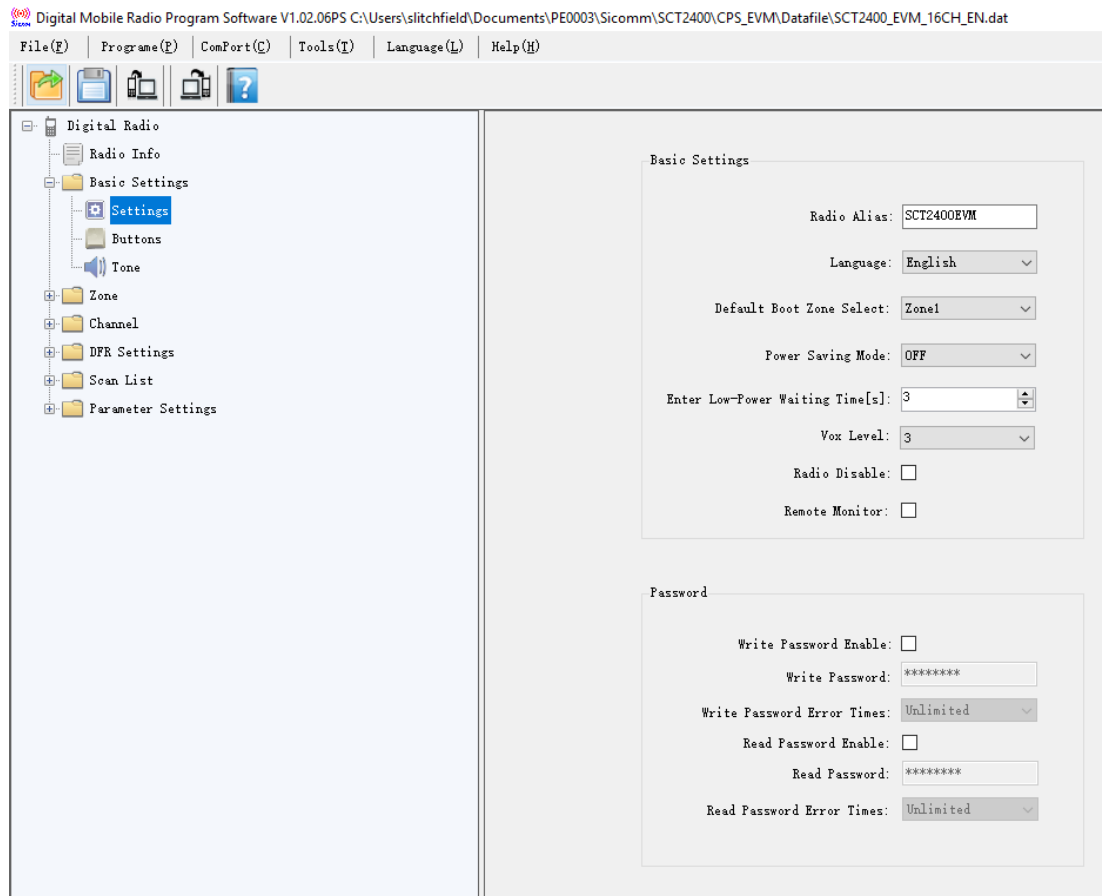 Digital Mobile Radio Program Software V1.02.06PS C:\Users\slitchfield\Documents\PE0003\Sicomm\SCT2400\CPS_EVM\Datafile\SCT2400_EVM_16CH_EN.dat
File(F) Programe(P) ComPort(C) Tools(T) Language(L) Help(H)
Digital Radio
Radio Info
Basic Settings
Settings
Buttons
Tone
Zone
Channel
DFR Settings
Scan List
Parameter Settings
Basic Settings
Radio Alias: SCT2400EVM
Language: English
Default Boot Zone Select: Zone1
Power Saving Mode: OFF
Enter Low-Power Waiting Time[s]: 3
Vox Level: 3
Radio Disable:
Remote Monitor:
Password
Write Password Enable:
Write Password: ********
Write Password Error Times: Unlimited
Read Password Enable:
Read Password: ********
Read Password Error Times: Unlimited